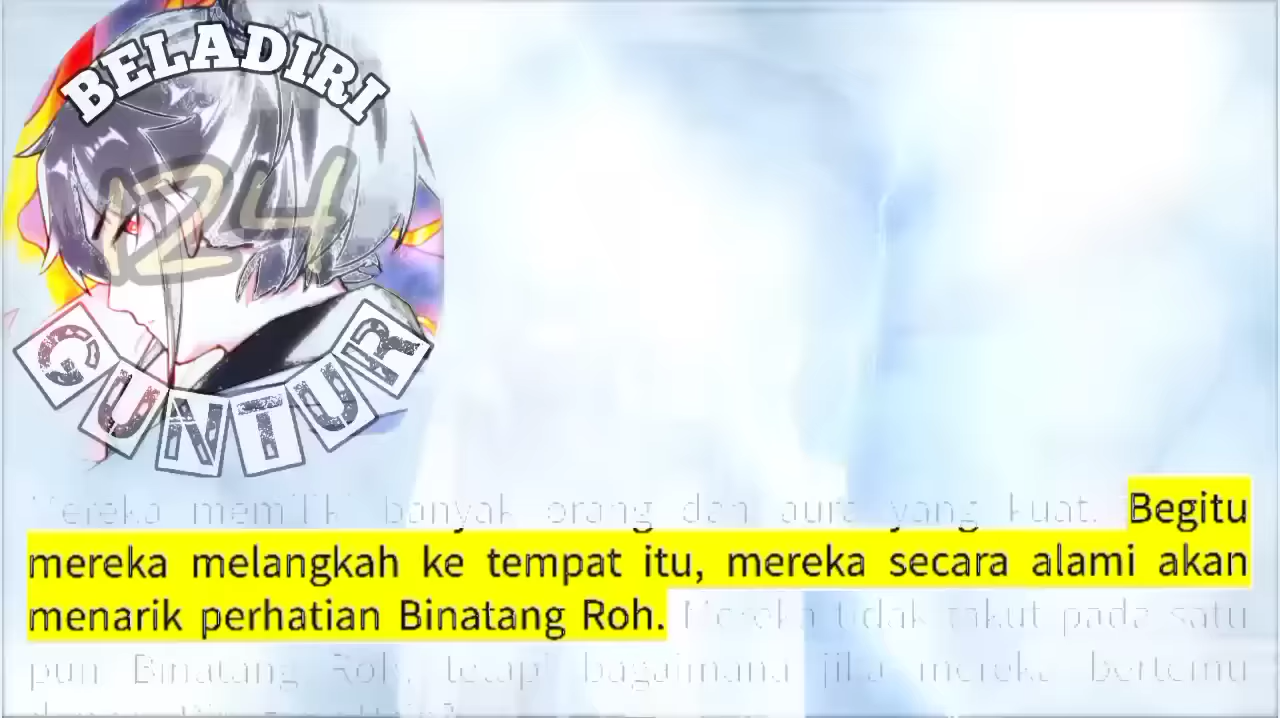 BELADIRI
124
GUNTUR
Mereka memiliki banyak orang dan aura yang kuat. Begitu
mereka melangkah ke tempat itu, mereka secara alami akan
menarik perhatian Binatang Roh. Mereka tidak takut pada satu
pun Binatang Roh, tetapi bagaimana jika mereka bertemu